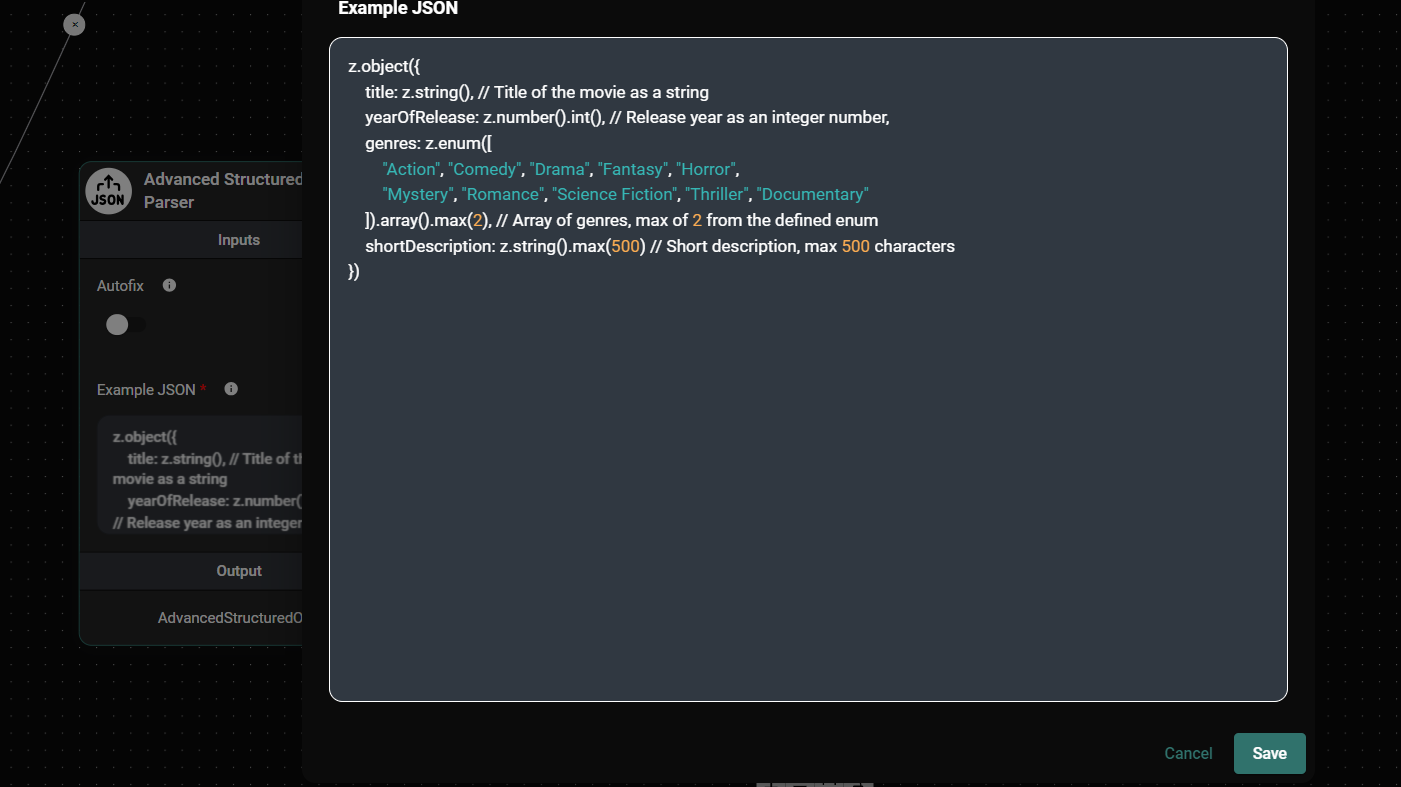 Example JSON
z.object({
title: z.string(), // Title of the movie as a string
yearOfRelease: z.number().int(), // Release year as an integer number,
genres: z.enum([
"Action", "Comedy", "Drama", "Fantasy", "Horror",
"Mystery", "Romance", "Science Fiction", "Thriller", "Documentary"
]).array().max(2), // Array of genres, max of 2 from the defined enum
shortDescription: z.string().max(500) // Short description, max 500 characters
})
Cancel
Save
JSON
Advanced Structured
Parser
Inputs
Autofix
Example JSON *
z.object({
title: z.string(), // Title of th
movie as a string
yearOfRelease: z.number(
// Release year as an integer
Output
AdvancedStructuredO